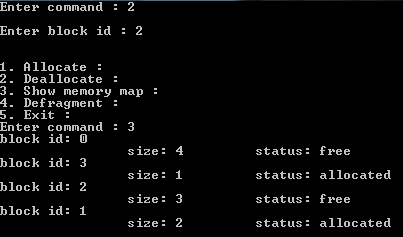 Enter command : 2
Enter block id : 2
1. Allocate :
2. Deallocate :
3. Show memory map :
4. Defragment :
5. Exit :
Enter command : 3
block id: 0
size: 4 status: free
block id: 3
size: 1 status: allocated
block id: 2
size: 3 status: free
block id: 1
size: 2 status: allocated